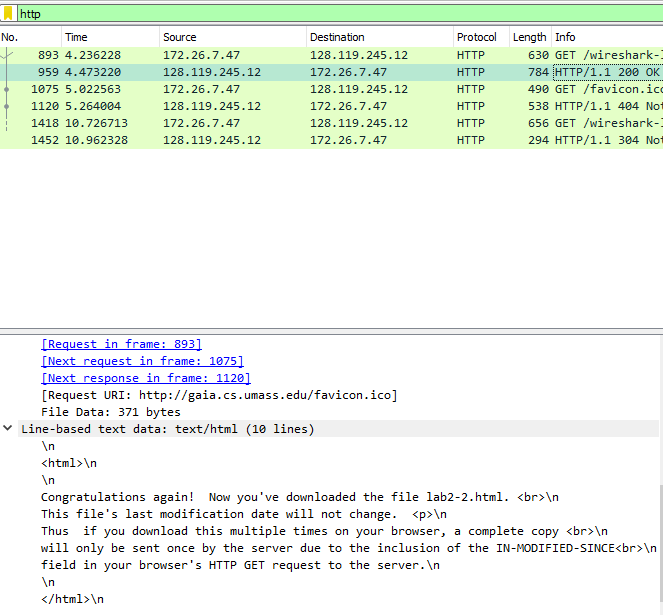 http
No. Time Source Destination Protocol Length Info
893 4.236228 172.26.7.47 128.119.245.12 HTTP 630 GET /wireshark-
959 4.473220 128.119.245.12 172.26.7.47 HTTP 784 HTTP/1.1 200 OK
1075 5.022563 172.26.7.47 128.119.245.12 HTTP 490 GET /favicon.ico
1120 5.264004 128.119.245.12 172.26.7.47 HTTP 538 HTTP/1.1 404 Not
1418 10.726713 172.26.7.47 128.119.245.12 HTTP 656 GET /wireshark-
1452 10.962328 128.119.245.12 172.26.7.47 HTTP 294 HTTP/1.1 304 Not
[Request in frame: 893]
[Next request in frame: 1075]
[Next response in frame: 1120]
[Request URI: http://gaia.cs.umass.edu/favicon.ico]
File Data: 371 bytes
Line-based text data: text/html (10 lines)
\n
<html>\n
\n
Congratulations again!  Now you've downloaded the file lab2-2.html. <br>\n
This file's last modification date will not change.  <p>\n
Thus  if you download this multiple times on your browser, a complete copy <br>\n
will only be sent once by the server due to the inclusion of the IN-MODIFIED-SINCE<br>\n
field in your browser's HTTP GET request to the server.\n
\n
</html>\n